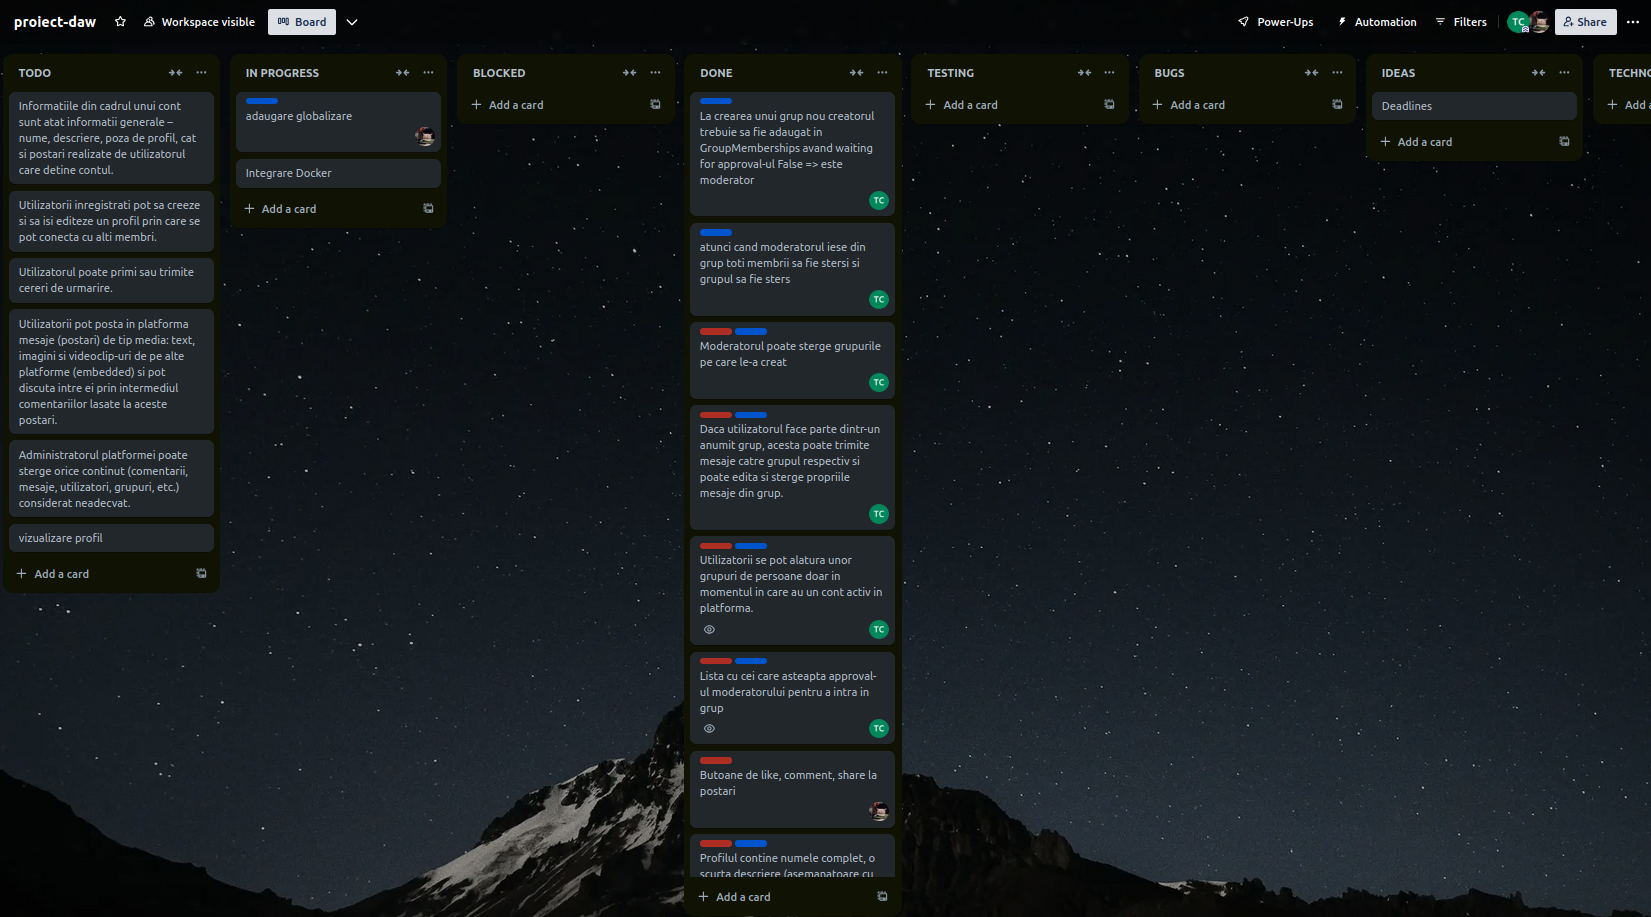 proiect-daw
Workspace visible
Board
Power-Ups
Automation
Filters
TC
Share
TODO
Informatiile din cadrul unui cont
sunt atat informatii generale –
nume, descriere, poza de profil, cat
si postari realizate de utilizatorul
care detine contul.
Utilizatorii inregistrati pot sa creeze
si sa isi editeze un profil prin care se
pot conecta cu alti membri.
Utilizatorul poate primi sau trimite
cereri de urmarire.
Utilizatorii pot posta in platforma
mesaje (postari) de tip media: text,
imagini si videoclip-uri de pe alte
platforme (embedded) si pot
discuta intre ei prin intermediul
comentariilor lasate la aceste
postari.
Administratorul platformei poate
sterge orice continut (comentarii,
mesaje, utilizatori, grupuri, etc.)
considerat neadecvat.
vizualizare profil
Add a card
IN PROGRESS
adaugare globalizare
Integrare Docker
Add a card
BLOCKED
Add a card
DONE
La crearea unui grup nou creatorul
trebuie sa fie adaugat in
GroupMemberships avand waiting
for approval-ul False => este
moderator
TC
atunci cand moderatorul iese din
grup toti membrii sa fie stersi si
grupul sa fie sters
TC
Moderatorul poate sterge grupurile
pe care le-a creat
TC
Daca utilizatorul face parte dintr-un
anumit grup, acesta poate trimite
mesaje catre grupul respectiv si
poate edita si sterge propriile
mesaje din grup.
TC
Utilizatorii se pot alatura unor
grupuri de persoane doar in
momentul in care au un cont activ in
platforma.
TC
Lista cu cei care asteapta approval-
ul moderatorului pentru a intra in
grup
TC
Butoane de like, comment, share la
postari
Profilul contine numele complet, o
scurta descriere (asemanatoare cu
Add a card
TESTING
Add a card
BUGS
Add a card
IDEAS
Deadlines
Add a card
TECHNO
Add a